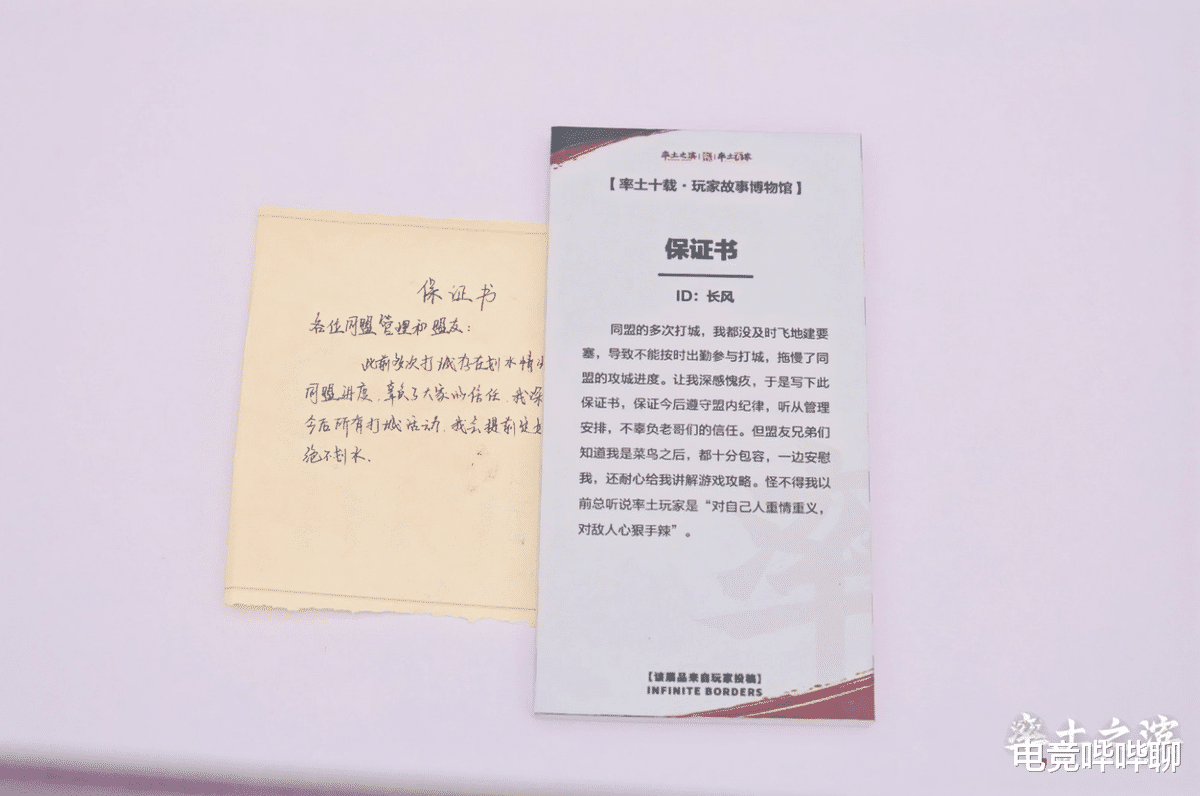 保证书
各位同盟管理和盟友：
此前多次打城存在划水情况
同盟进度，辜负了大家的信任，我深
今后所有打城活动，我会提前
绝不划水。
率土之滨
【率土十载·玩家故事博物馆】
保证书
ID：长风
同盟的多次打城，我都没及时飞地建要
塞，导致不能按时出勤参与打城，拖慢了同
盟的攻城进度。让我深感愧疚，于是写下此
保证书，保证今后遵守盟内纪律，听从管理
安排，不辜负老哥们的信任。但盟友兄弟们
知道我是菜鸟之后，都十分包容，一边安慰
我，还耐心给我讲解游戏攻略。怪不得我以
前总听说率土玩家是“对自己人重情重义，
对敌人心狠手辣”。
【该展品来自玩家投稿】
INFINITE BORDERS
率土之滨
电竞哔哔聊